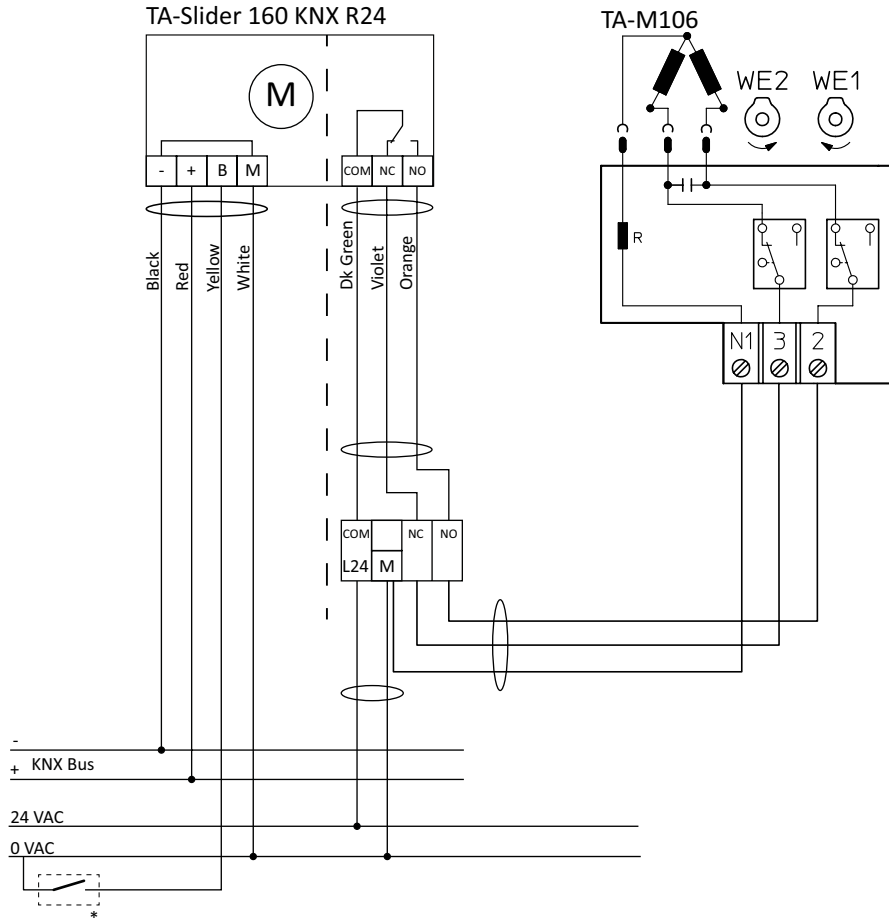 TA-Slider 160 KNX R24
TA-M106
M
WE2 WE1
- + B M
COM NC NO
R
Black
Red
Yellow
White
Dk Green
Violet
Orange
N1 3 2
COM NC NO
L24 M
-
+ KNX Bus
24 VAC
0 VAC
*